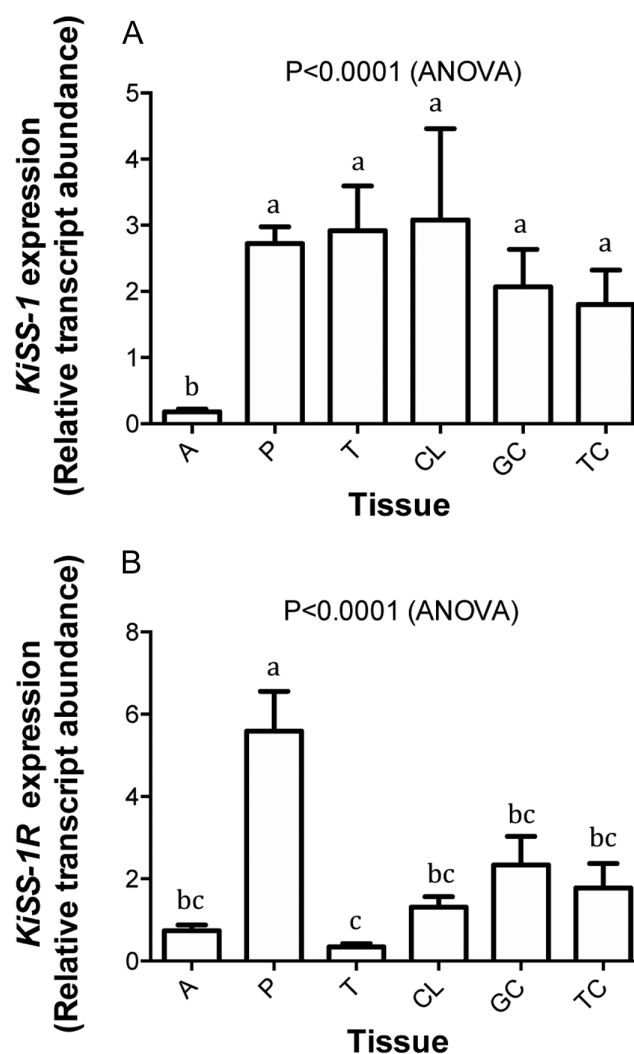 A
P<0.0001 (ANOVA)
KiSS-1 expression
(Relative transcript abundance)
5
4
3
2
1
0
b
a
a
a
a
a
A
P
T
CL
GC
TC
Tissue
B
P<0.0001 (ANOVA)
KiSS-1R expression
(Relative transcript abundance)
8
6
4
2
0
bc
a
c
bc
bc
bc
A
P
T
CL
GC
TC
Tissue